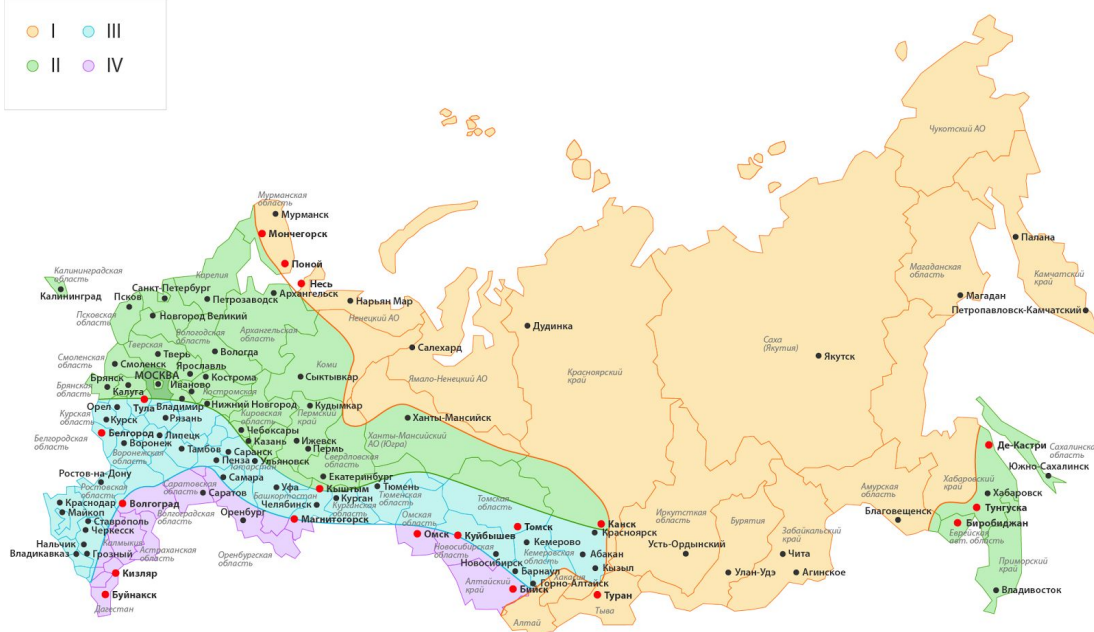 I
III
II
IV
Чукотский АО
Мурманская
область
Мурманск
Мончегорск
Поной
Несь
Палана
Магаданская
область
Камчатский
край
Калининградская
область
Калининград
Карелия
Санкт-Петербург
Псков
Петрозаводск
Архангельск
Нарьян Мар
Ненецкий АО
Магадан
Петропавловск-Камчатский
Псковская
область
Новгород Великий
Вологодская
область
Архангельская
область
Дудинка
Саха
(Якутия)
Якутск
Тверская
Тверь
Вологда
Салехард
Смоленская
область
Смоленск
Ярославль
Коми
Ямало-Ненецкий АО
Красноярский
край
МОСКВА
Кострома
Сыктывкар
Брянск
Брянская
область
Калуга
Иваново
Костромская
Орел
Тула
Владимир
Нижний Новгород
Кудымкар
Курская
область
Курск
Рязань
Кировская
область
Пермский
край
Ханты-Мансийск
Белгород
Липецк
Чебоксары
Казань
Ижевск
Ханты-Мансийский
АО (Югра)
Белгородская
область
Воронеж
Воронежская
область
Тамбов
Саранск
Пермь
Свердловская
область
Пенза
Ульяновск
Татарстан
Де-Кастри
Сахалинская
область
Южно-Сахалинск
Ростов-на-Дону
Ростовская
область
Саратовская
область
Самара
Екатеринбург
Уфа
Кыштым
Тюмень
Башкортостан
Курган
Тюменская
область
Томская
область
Амурская
область
Хабаровский
край
Хабаровск
Краснодар
Майкоп
Волгоград
Саратов
Челябинск
Курганская
область
Волгоградская
область
Оренбург
Магнитогорск
Омская
область
Благовещенск
Тунгуска
Биробиджан
Еврейская
авт. область
Ставрополь
Черкесск
Калмыкия
Томск
Канск
Красноярск
Иркутская
область
Бурятия
Забайкальский
край
Нальчик
Владикавказ
Грозный
Астраханская
область
Оренбургская
область
Омск
Куйбышев
Новосибирская
область
Кемерово
Кемеровская
область
Абакан
Усть-Ордынский
Чита
Новосибирск
Приморский
край
Кизляр
Барнаул
Кызыл
Улан-Удэ
Агинское
Алтайский
край
Горно-Алтайск
Хакасия
Бийск
Владивосток
Буйнакск
Туран
Дагестан
Тыва
Алтай